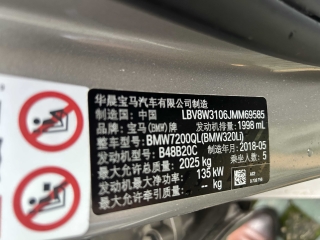 华晨宝马汽车有限公司制造
制造国：中国 LBV8W3106JMM69585
品牌：宝马(BMW)牌 发动机排量：1998 mL
整车型号：BMW7200QL(BMW320Li)
发动机型号：B48B20C 制造年月：2018-05
最大允许总质量：2025 kg 乘坐人数：5
发动机最大净功率：135 kW
最大允许牵引质量：- kg